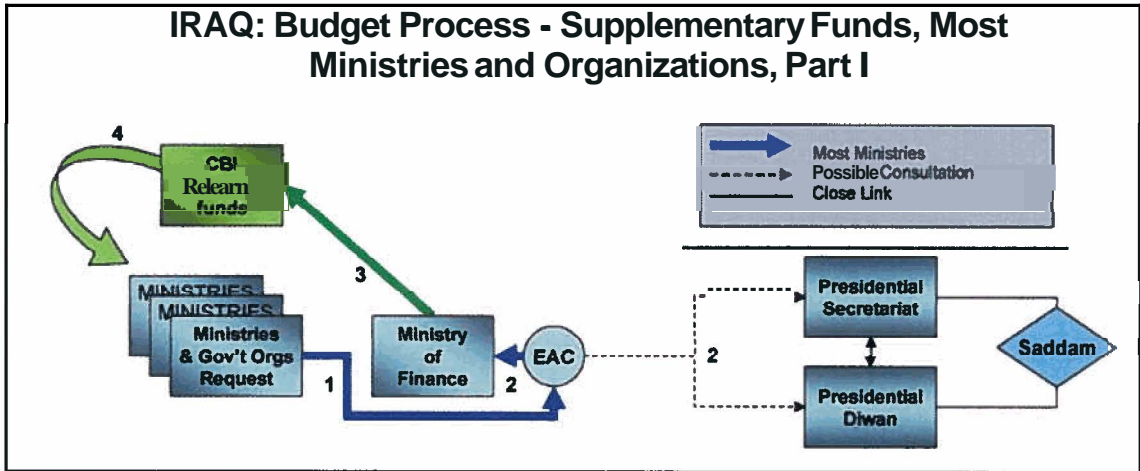 IRAQ: Budget Process - Supplementary Funds, Most
Ministries and Organizations, Part I
4
CBI
Relearn
funds
Most Ministries
Possible Consultation
Close Link
3
MINISTRIES
MINISTRIES
Ministries
& Gov't Orgs
Request
1
Ministry
of
Finance
2
EAC
2
Presidential
Secretariat
Presidential
Diwan
Saddam